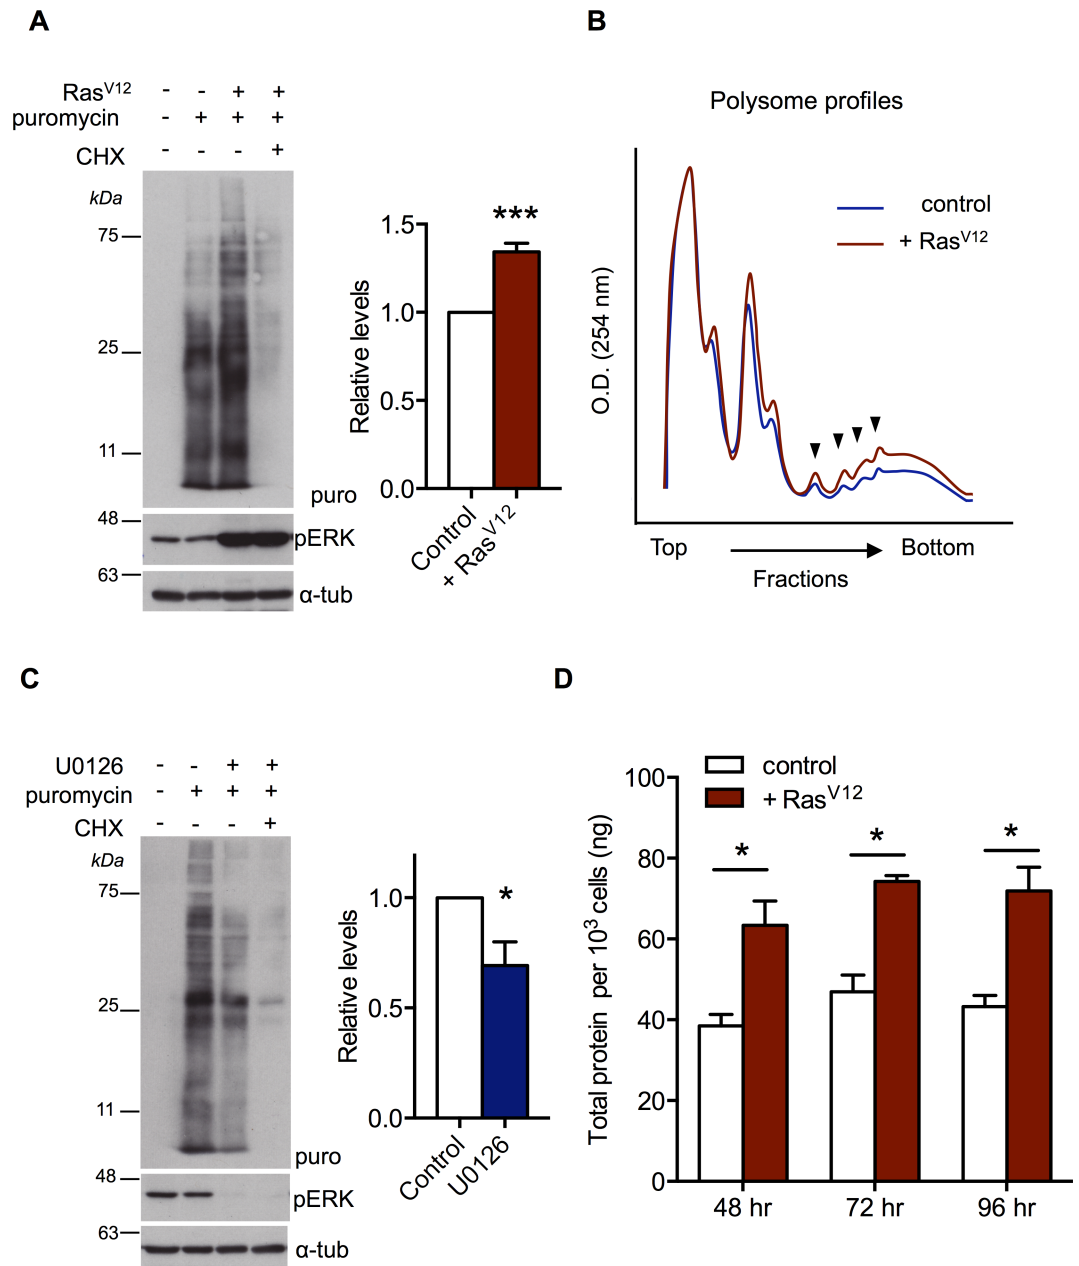 A
Ras^V12 - - + +
puromycin - + + +
CHX - - - +
kDa
75
25
11
puro
48
pERK
63
α-tub
Relative levels
1.5
1.0
0.5
0.0
***
Control
+ Ras^V12
B
Polysome profiles
control
+ Ras^V12
O.D. (254 nm)
Top
Bottom
Fractions
C
U0126 - - + +
puromycin - + + +
CHX - - - +
kDa
75
25
11
puro
48
pERK
63
α-tub
Relative levels
1.0
0.5
0.0
*
Control
U0126
D
control
+ Ras^V12
Total protein per 10³ cells (ng)
100
80
60
40
20
0
*
*
*
48 hr
72 hr
96 hr